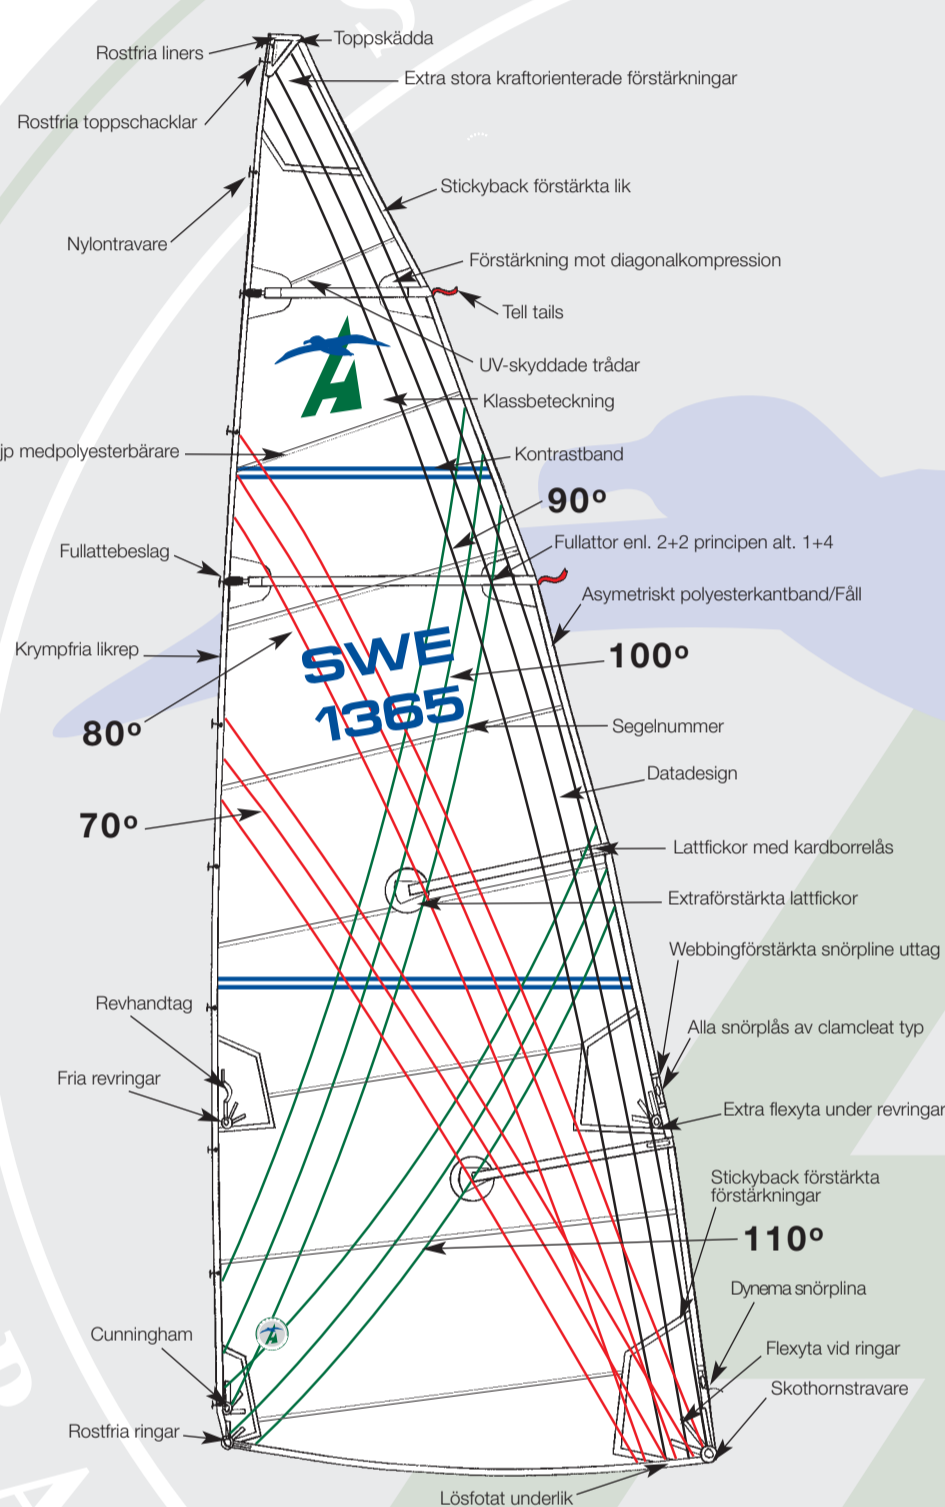 Rostfria liners
Toppskädda
Extra stora kraftorienterade förstärkningar
Rostfria toppschacklar
Stickyback förstärkta lik
Nylontravare
Förstärkning mot diagonalkompression
Tell tails
UV-skyddade trådar
Klassbeteckning
jp medpolyesterbärare
Kontrastband
90º
Fullattebeslag
Fullattor enl. 2+2 principen alt. 1+4
Asymetriskt polyesterkantband/Fåll
Krympfria likrep
SWE
1365
100º
80º
Segelnummer
Datadesign
70º
Lattfickor med kardborrelås
Extraförstärkta lattfickor
Webbingförstärkta snörpline uttag
Revhandtag
Alla snörplås av clamcleat typ
Fria revringar
Extra flexyta under revringar
Stickyback förstärkta
förstärkningar
110º
Dynema snörplina
Cunningham
Flexyta vid ringar
Skothornstravare
Rostfria ringar
Lösfotat underlik